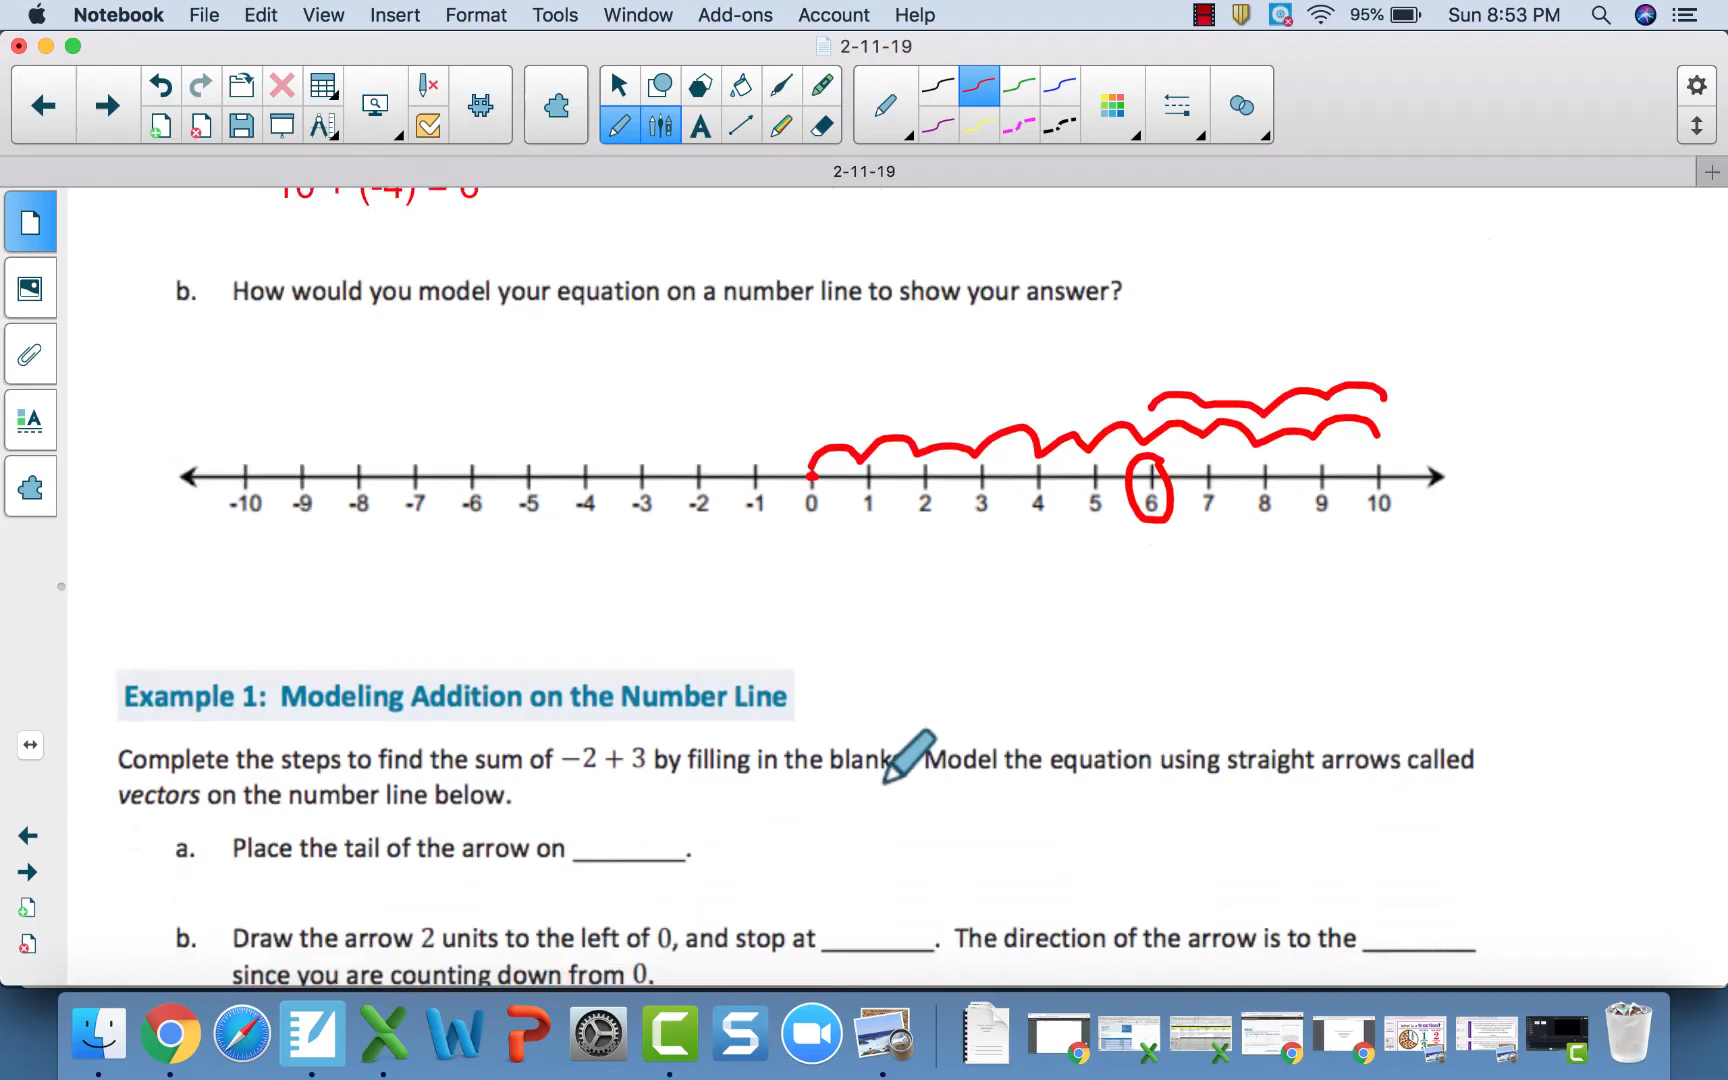 Notebook File Edit View Insert Format Tools Window Add-ons Account Help 95% Sun 8:53 PM
2-11-19
2-11-19
10 + (-4) = 6
b. How would you model your equation on a number line to show your answer?
-10 -9 -8 -7 -6 -5 -4 -3 -2 -1 0 1 2 3 4 5 6 7 8 9 10
Example 1: Modeling Addition on the Number Line
Complete the steps to find the sum of −2 + 3 by filling in the blank Model the equation using straight arrows called
vectors on the number line below.
a. Place the tail of the arrow on ________.
b. Draw the arrow 2 units to the left of 0, and stop at ________. The direction of the arrow is to the ________
since you are counting down from 0.